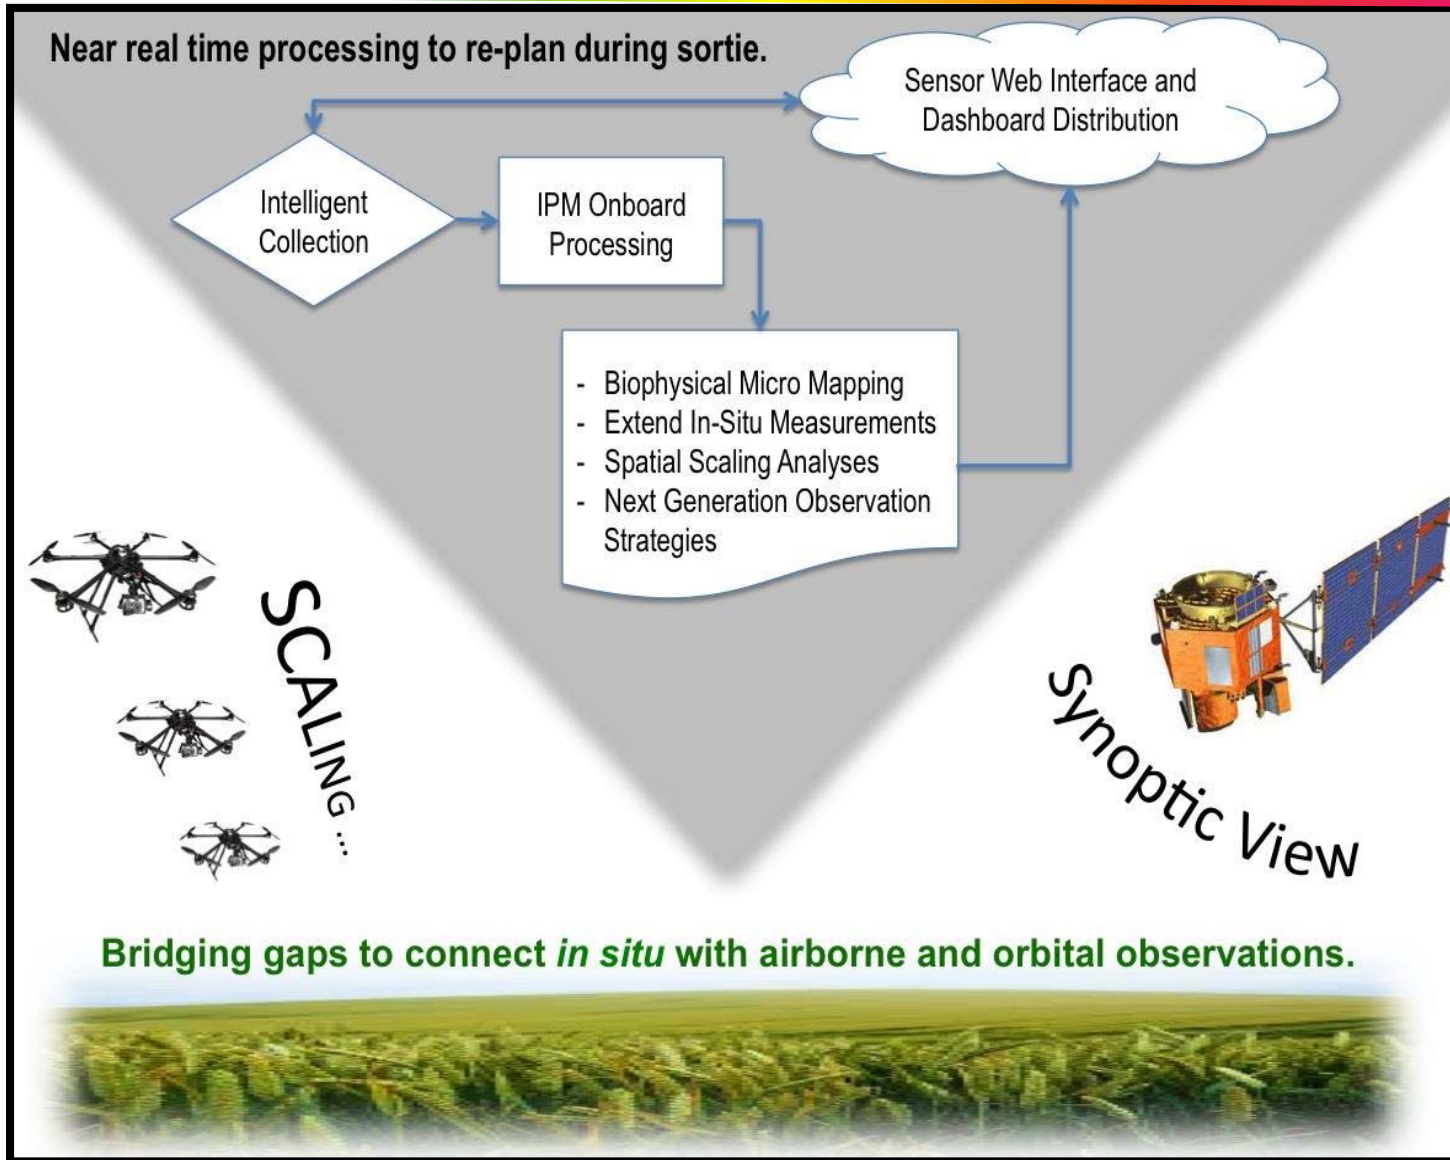 Near real time processing to re-plan during sortie.
Sensor Web Interface and
Dashboard Distribution
Intelligent
Collection
IPM Onboard
Processing
- Biophysical Micro Mapping
- Extend In-Situ Measurements
- Spatial Scaling Analyses
- Next Generation Observation
Strategies
SCALING ...
Synoptic View
Bridging gaps to connect in situ with airborne and orbital observations.